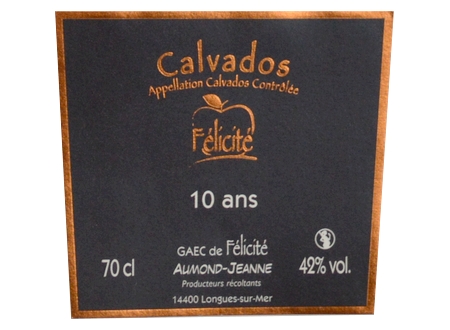 Calvados
Appellation Calvados Contrôlée
Félicité
10 ans
GAEC de Félicité
70 cl AUMOND-JEANNE 42% vol.
Producteurs récoltants
14400 Longues-sur-Mer